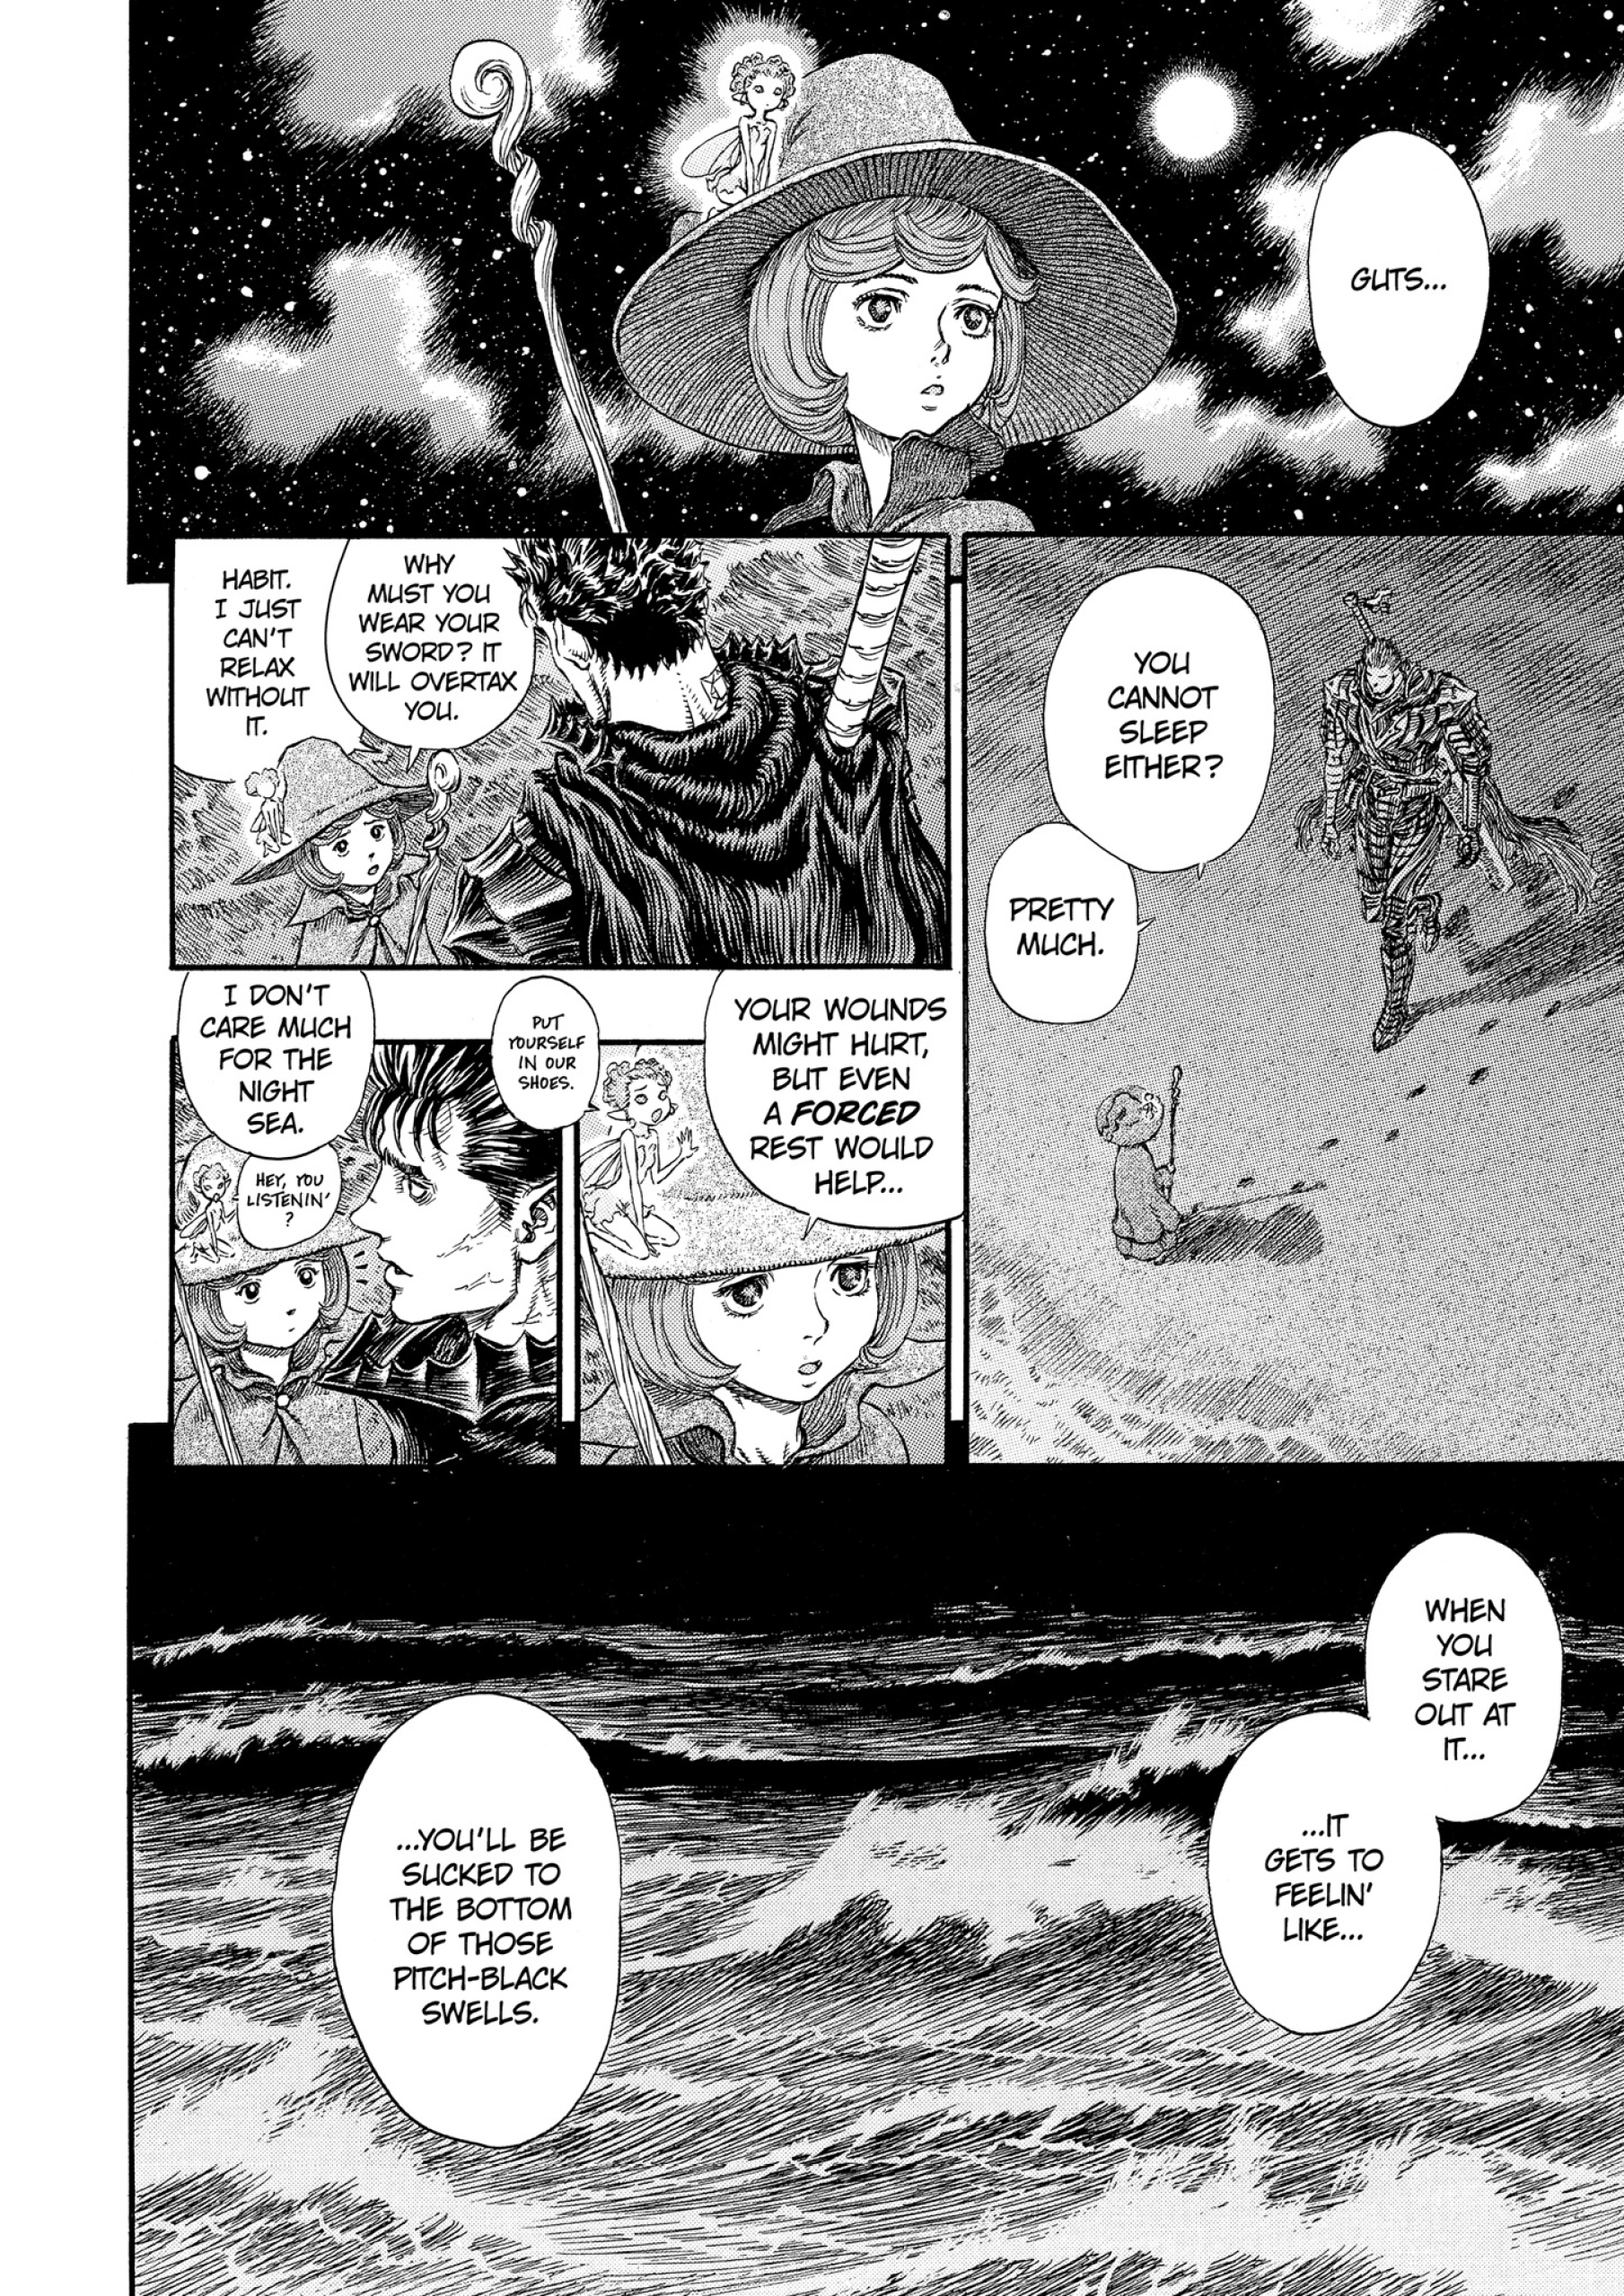 GUTS...
YOU
CANNOT
SLEEP
EITHER?
PRETTY
MUCH.
WHY
MUST YOU
WEAR YOUR
SWORD? IT
WILL OVERTAX
YOU.
HABIT.
I JUST
CAN'T
RELAX
WITHOUT
IT.
YOUR WOUNDS
MIGHT HURT,
BUT EVEN
A FORCED
REST WOULD
HELP...
PUT
YOURSELF
IN OUR
SHOES.
I DON'T
CARE MUCH
FOR THE
NIGHT
SEA.
HEY, YOU
LISTENIN'
?
WHEN
YOU
STARE
OUT AT
IT...
...IT
GETS TO
FEELIN'
LIKE...
...YOU'LL BE
SUCKED TO
THE BOTTOM
OF THOSE
PITCH-BLACK
SWELLS.